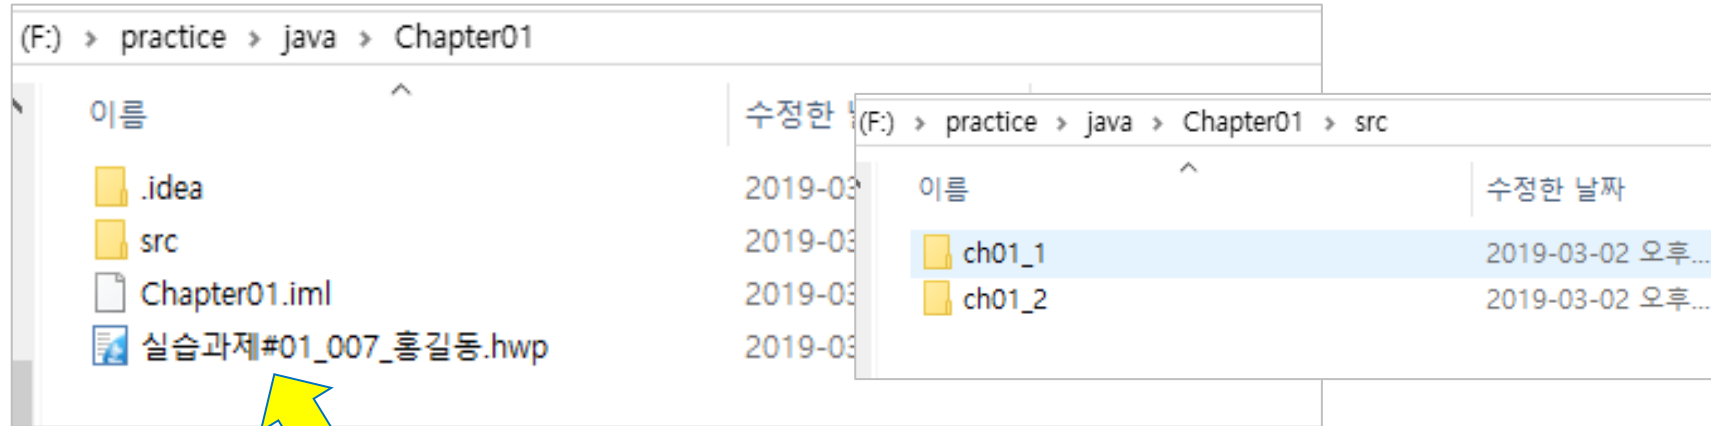 (F:) > practice > java > Chapter01
이름 수정한
.idea 2019-03
src 2019-03
Chapter01.iml 2019-03
실습과제#01_007_홍길동.hwp 2019-03
(F:) > practice > java > Chapter01 > src
이름 수정한 날짜
ch01_1 2019-03-02 오후...
ch01_2 2019-03-02 오후...